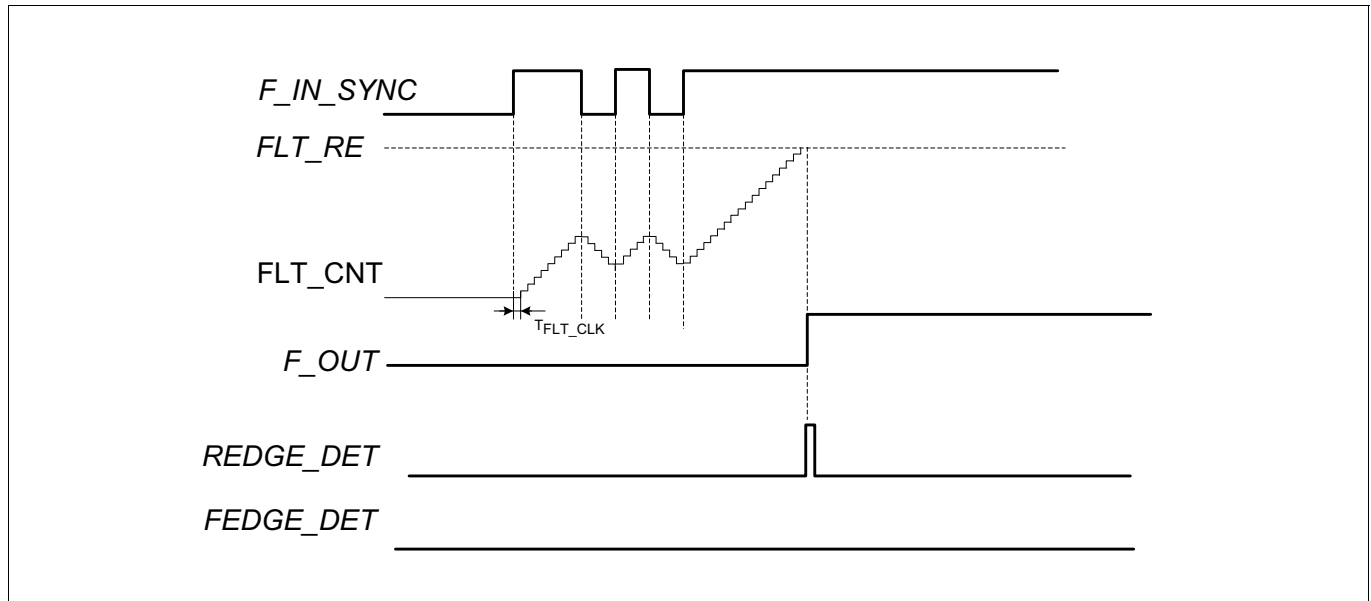 F_IN_SYNC
FLT_RE
FLT_CNT
TFLT_CLK
F_OUT
REDGE_DET
FEDGE_DET